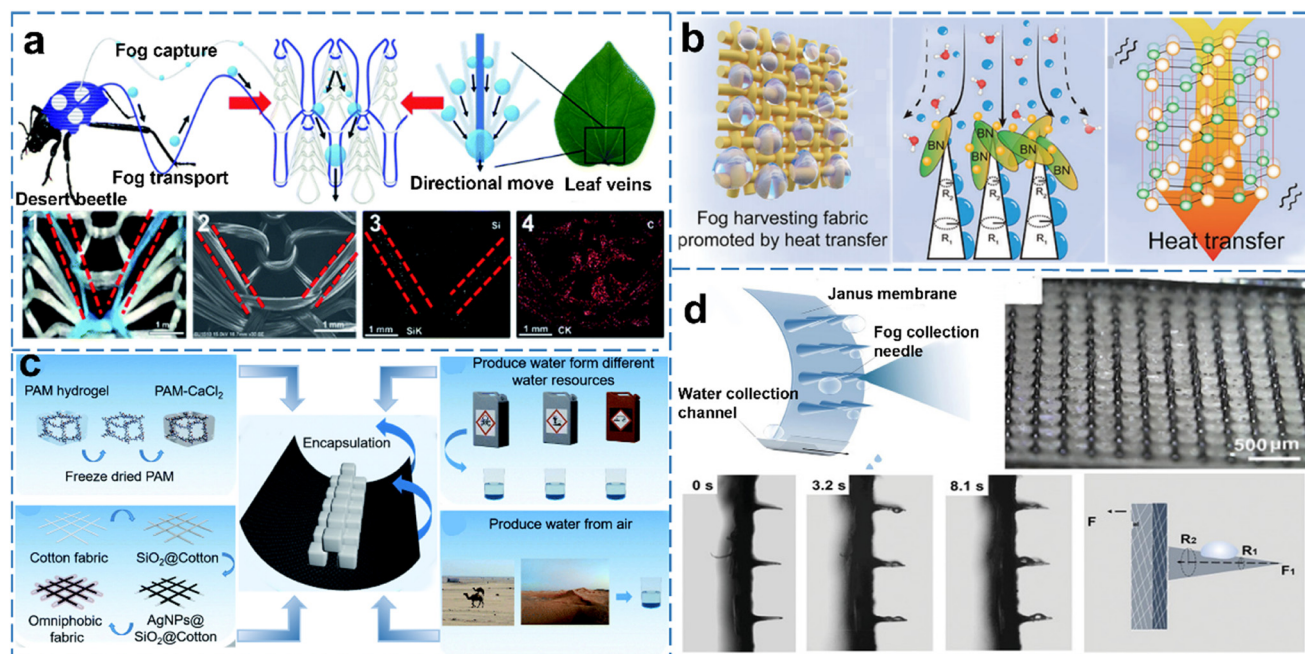 a
Fog capture
Fog transport
Desert beetle
Directional move
Leaf veins
1
1 mm
2
1 mm
3
Si
1 mm
SiK
4
C
1 mm
CK
b
Fog harvesting fabric
promoted by heat transfer
BN
BN
BN
R2
R1
R2
R1
R2
R1
Heat transfer
c
PAM hydrogel
PAM-CaCl₂
Freeze dried PAM
Cotton fabric
SiO₂@Cotton
Omniphobic
fabric
AgNPs@
SiO₂@Cotton
Encapsulation
Produce water form different
water resources
Produce water from air
d
Janus membrane
Fog collection
needle
Water collection
channel
500 μm
0 s
3.2 s
8.1 s
F
R₂
R₁
F₁